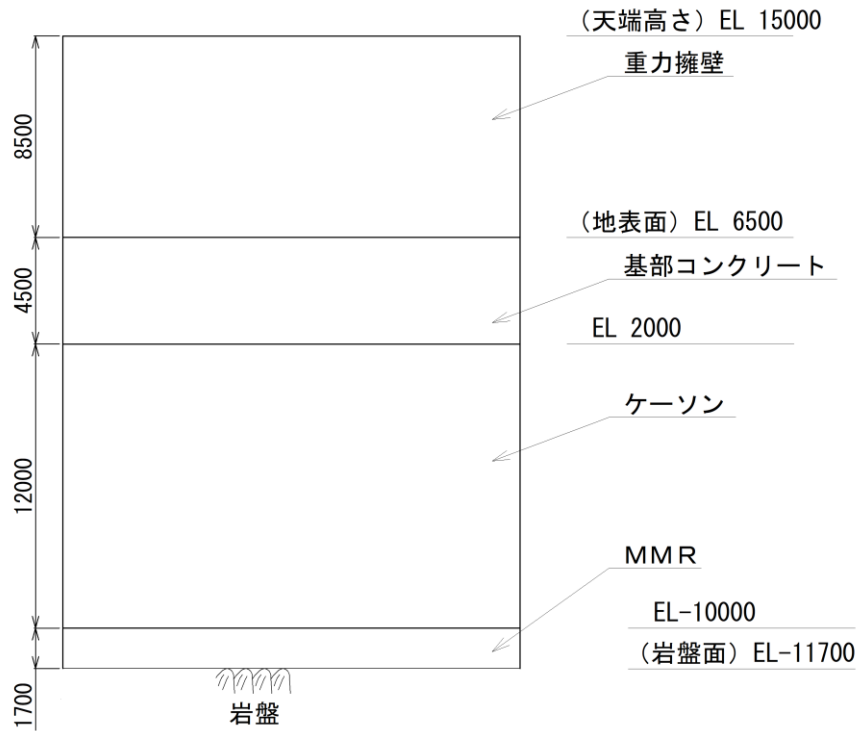 （天端高さ）EL 15000
重力擁壁
8500
（地表面）EL 6500
基部コンクリート
4500
EL 2000
ケーソン
12000
ＭＭＲ
EL-10000
（岩盤面）EL-11700
1700
岩盤